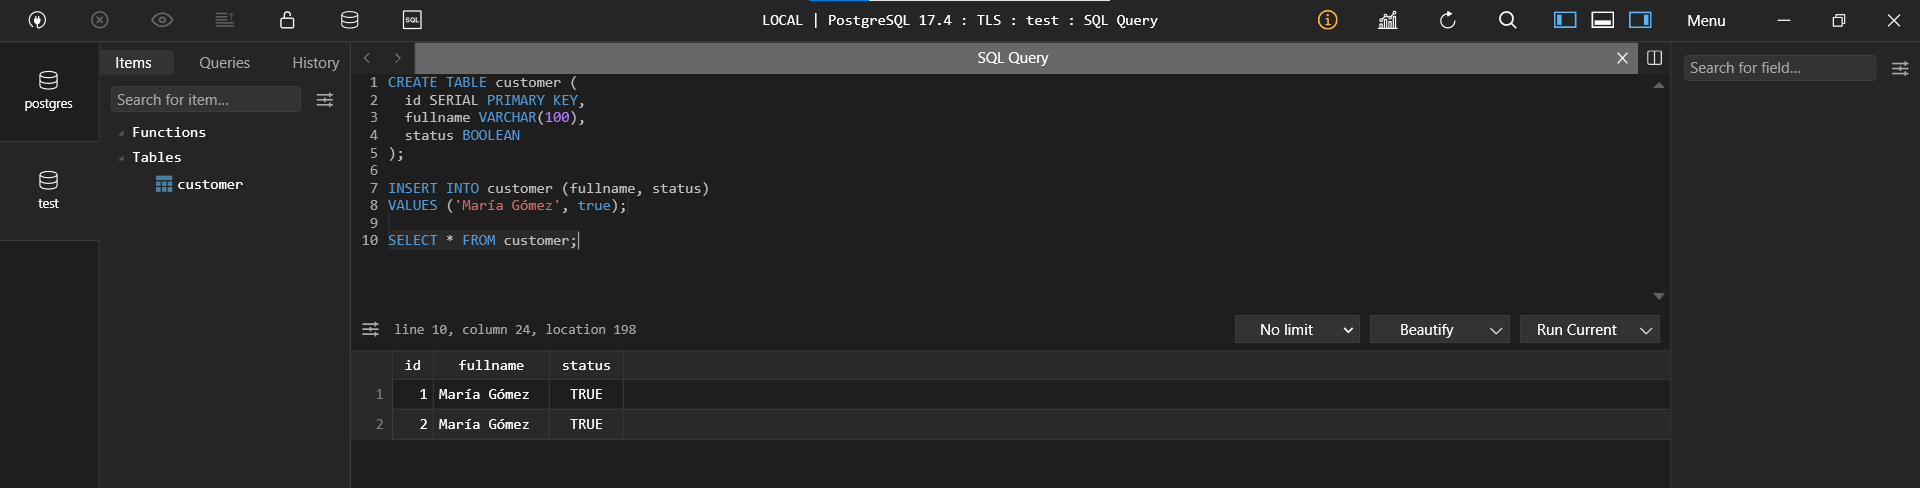 SQL
LOCAL | PostgreSQL 17.4 : TLS : test : SQL Query
Menu
postgres
test
Items Queries History
Search for item...
Functions
Tables
customer
SQL Query
1 CREATE TABLE customer (
2   id SERIAL PRIMARY KEY,
3   fullname VARCHAR(100),
4   status BOOLEAN
5 );
6
7 INSERT INTO customer (fullname, status)
8 VALUES ('María Gómez', true);
9
10 SELECT * FROM customer;
line 10, column 24, location 198
No limit Beautify Run Current
id fullname status
1 1 María Gómez TRUE
2 2 María Gómez TRUE
Search for field...